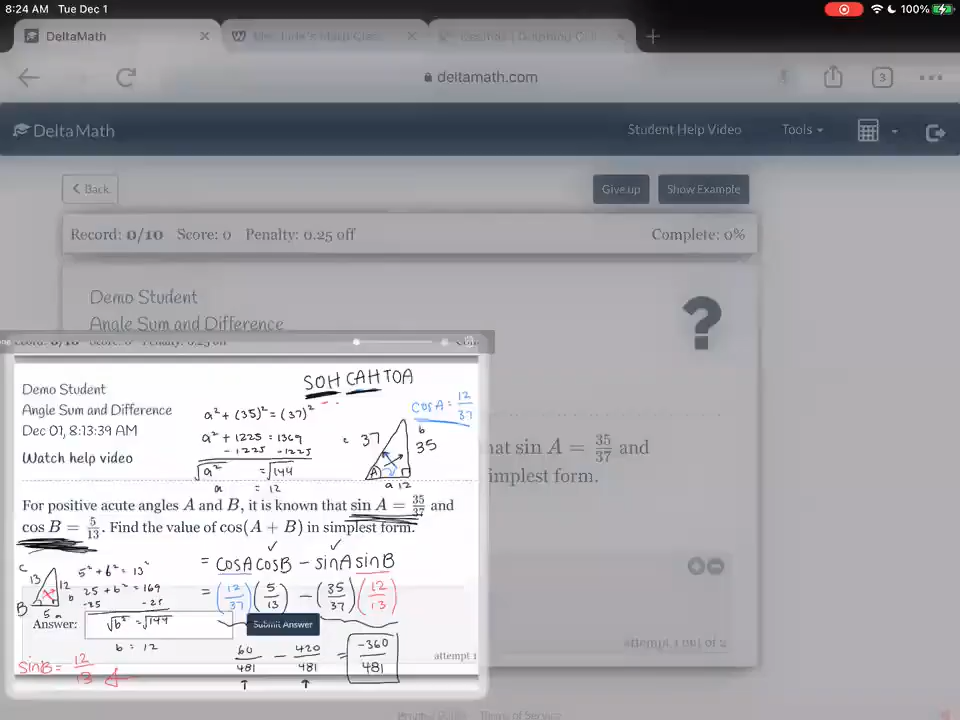 8:24 AM Tue Dec 1
100%
DeltaMath
deltamath.com
3
DeltaMath
Student Help Video
Tools
Back
Give up
Show Example
Record: 0/10 Score: 0 Penalty: 0.25 off
Complete: 0%
Demo Student
Angle Sum and Difference
?
hat sin A = 35/37 and
simplest form.
attempt 1 out of 2
Terms of Service
Demo Student
Angle Sum and Difference
Dec 01, 8:13:39 AM
Watch help video
SOH CAHTOA
a² + (35)² = (37)²
a² + 1225 = 1369
- 1225 -1225
√a² = √144
a = 12
cosA = 12/37
37
b
35
A
a 12
For positive acute angles A and B, it is known that sin A = 35/37 and
cos B = 5/13. Find the value of cos(A + B) in simplest form.
= cosA cosB − sinA sinB
= (12/37)(5/13) − (35/37)(12/13)
60/481 − 420/481 = -360/481
C
13
12
b
B
5 a
5² + b² = 13²
25 + b² = 169
-25 -25
√b² = √144
b = 12
sinB = 12/13
Answer:
Submit Answer
attempt 1